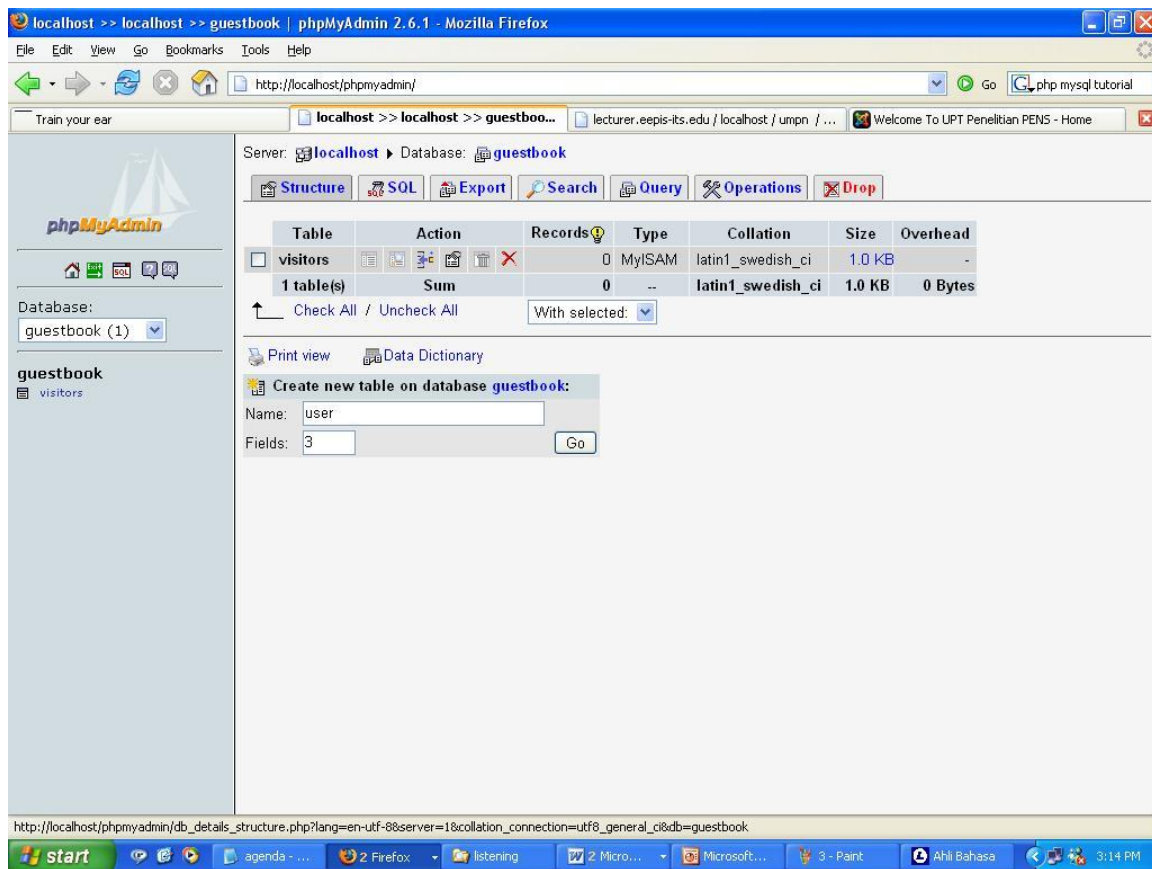 localhost >> localhost >> guestbook | phpMyAdmin 2.6.1 - Mozilla Firefox
File Edit View Go Bookmarks Tools Help
http://localhost/phpmyadmin/ Go G php mysql tutorial
Train your ear localhost >> localhost >> guestboo... lecturer.eepis-its.edu / localhost / umpn / ... Welcome To UPT Penelitian PENS - Home
phpMyAdmin
SQL
Database:
guestbook (1)
guestbook
visitors
Server: localhost Database: guestbook
Structure SQL Export Search Query Operations Drop
Table Action Records Type Collation Size Overhead
visitors 0 MyISAM latin1_swedish_ci 1.0 KB -
1 table(s) Sum 0 -- latin1_swedish_ci 1.0 KB 0 Bytes
Check All / Uncheck All With selected:
Print view Data Dictionary
Create new table on database guestbook:
Name: user
Fields: 3 Go
http://localhost/phpmyadmin/db_details_structure.php?lang=en-utf-8&server=1&collation_connection=utf8_general_ci&db=guestbook
start agenda - ... 2 Firefox listening 2 Micro... Microsoft... 3 - Paint Ahli Bahasa 3:14 PM